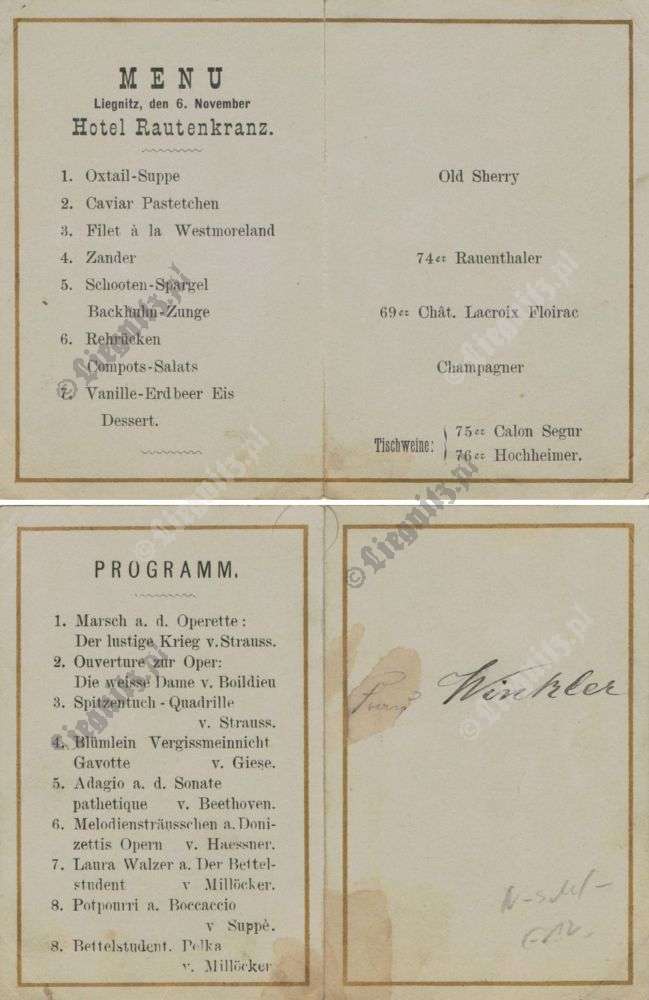 MENU
Liegnitz, den 6. November
Hotel Rautenkranz.
1. Oxtail-Suppe
2. Caviar Pastetchen
3. Filet à la Westmoreland
4. Zander
5. Schooten-Spargel
Backhuhn-Zunge
6. Rehrücken
Compots-Salats
7. Vanille-Erdbeer Eis
Dessert.
Old Sherry
74er Rauenthaler
69er Chât. Lacroix Floirac
Champagner
Tischweine:
75er Calon Segur
76er Hochheimer.
© Liegnitz.pl
PROGRAMM.
1. Marsch a. d. Operette:
Der lustige Krieg v. Strauss.
2. Ouverture zur Oper:
Die weisse Dame v. Boildieu
3. Spitzentuch-Quadrille
v. Strauss.
4. Blümlein Vergissmeinnicht
Gavotte v. Giese.
5. Adagio a. d. Sonate
pathetique v. Beethoven.
6. Melodiensträusschen a. Doni-
zettis Opern v. Haessner.
7. Laura Walzer a. Der Bettel-
student v Millöcker.
8. Potpourri a. Boccaccio
v Suppè.
8. Bettelstudent. Polka
v. Millöcker
Winkler